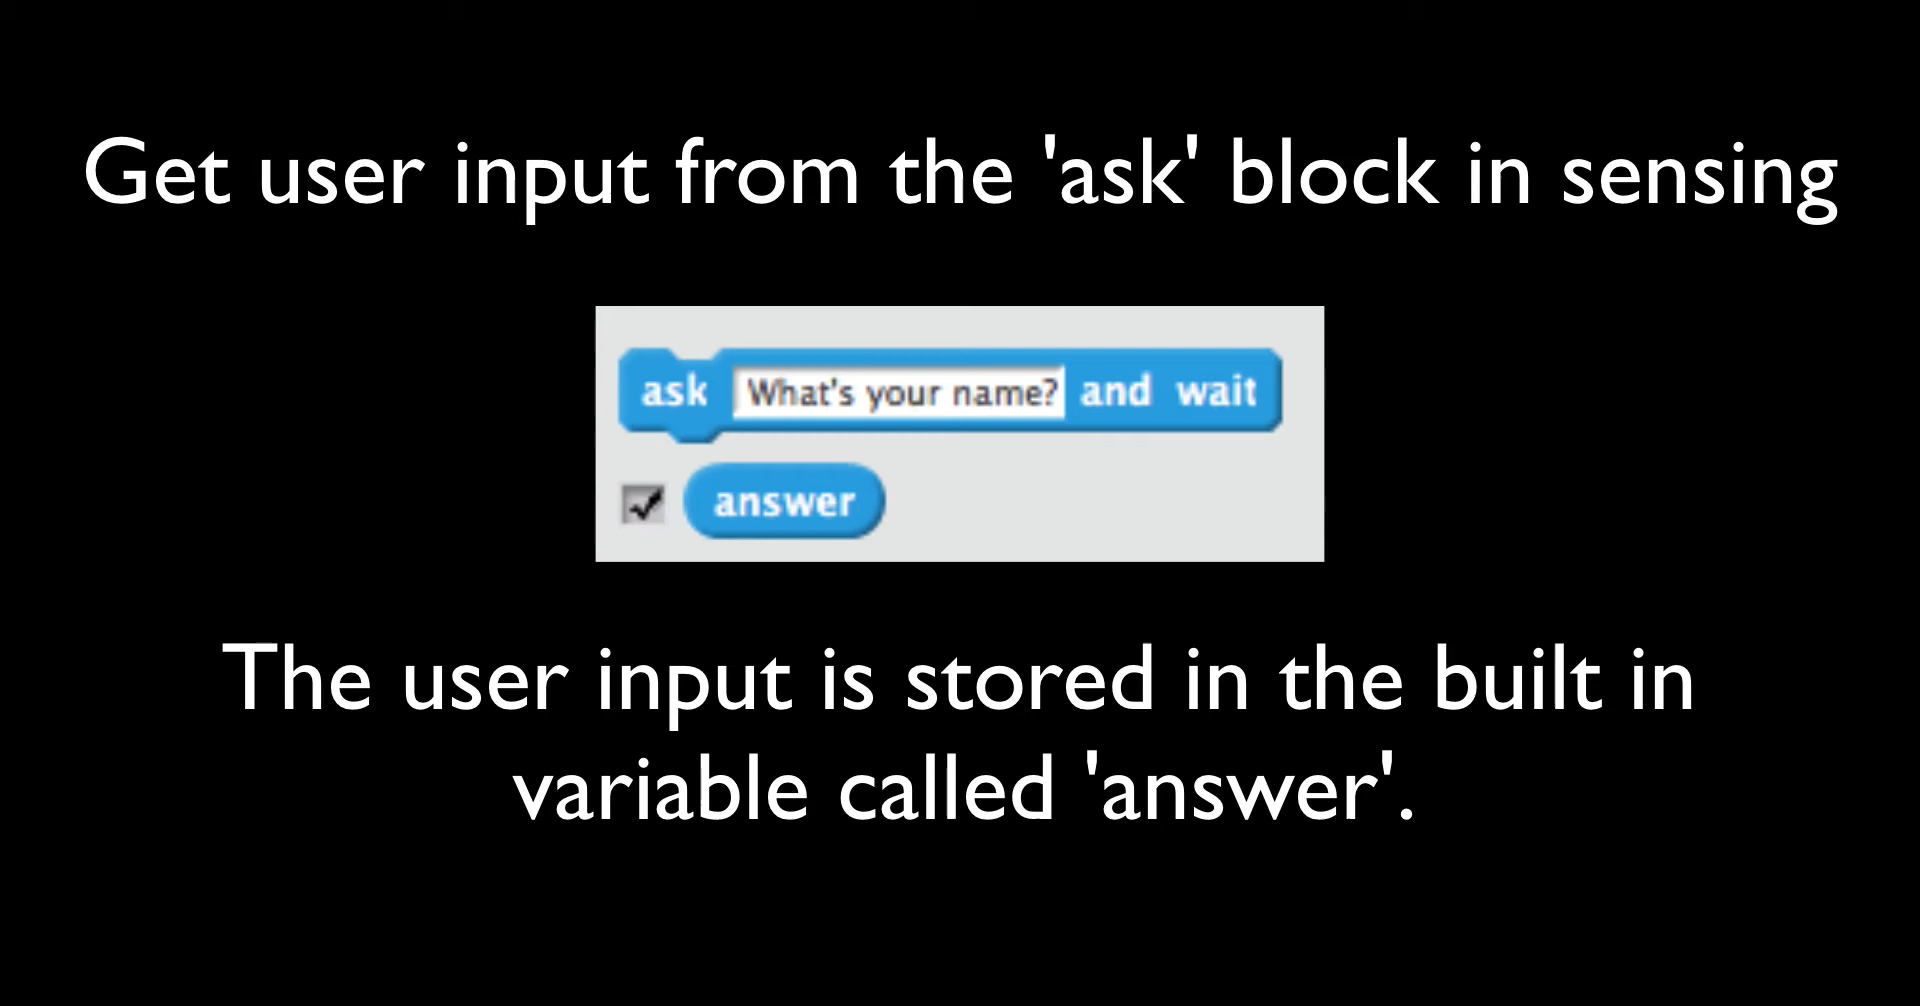 Get user input from the 'ask' block in sensing
ask What's your name? and wait
answer
The user input is stored in the built in
variable called 'answer'.